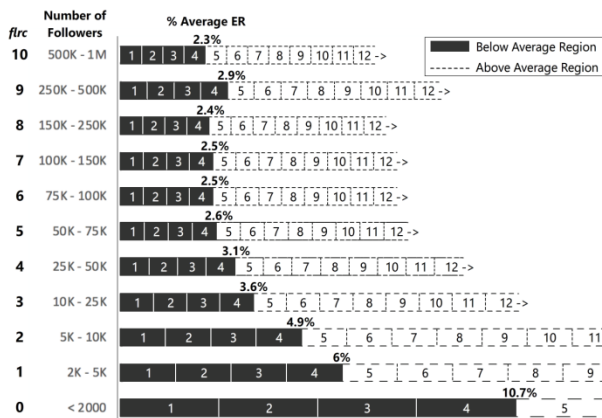 flrc Number of Followers % Average ER
Below Average Region
Above Average Region
2.3%
10 500K - 1M 1 2 3 4 5 6 7 8 9 10 11 12 ->
2.9%
9 250K - 500K 1 2 3 4 5 6 7 8 9 10 11 12 ->
2.4%
8 150K - 250K 1 2 3 4 5 6 7 8 9 10 11 12 ->
2.5%
7 100K - 150K 1 2 3 4 5 6 7 8 9 10 11 12 ->
2.5%
6 75K - 100K 1 2 3 4 5 6 7 8 9 10 11 12 ->
2.6%
5 50K - 75K 1 2 3 4 5 6 7 8 9 10 11 12 ->
3.1%
4 25K - 50K 1 2 3 4 5 6 7 8 9 10 11 12 ->
3.6%
3 10K - 25K 1 2 3 4 5 6 7 8 9 10 11 12 ->
4.9%
2 5K - 10K 1 2 3 4 5 6 7 8 9 10 11
6%
1 2K - 5K 1 2 3 4 5 6 7 8 9
10.7%
0 < 2000 1 2 3 4 5